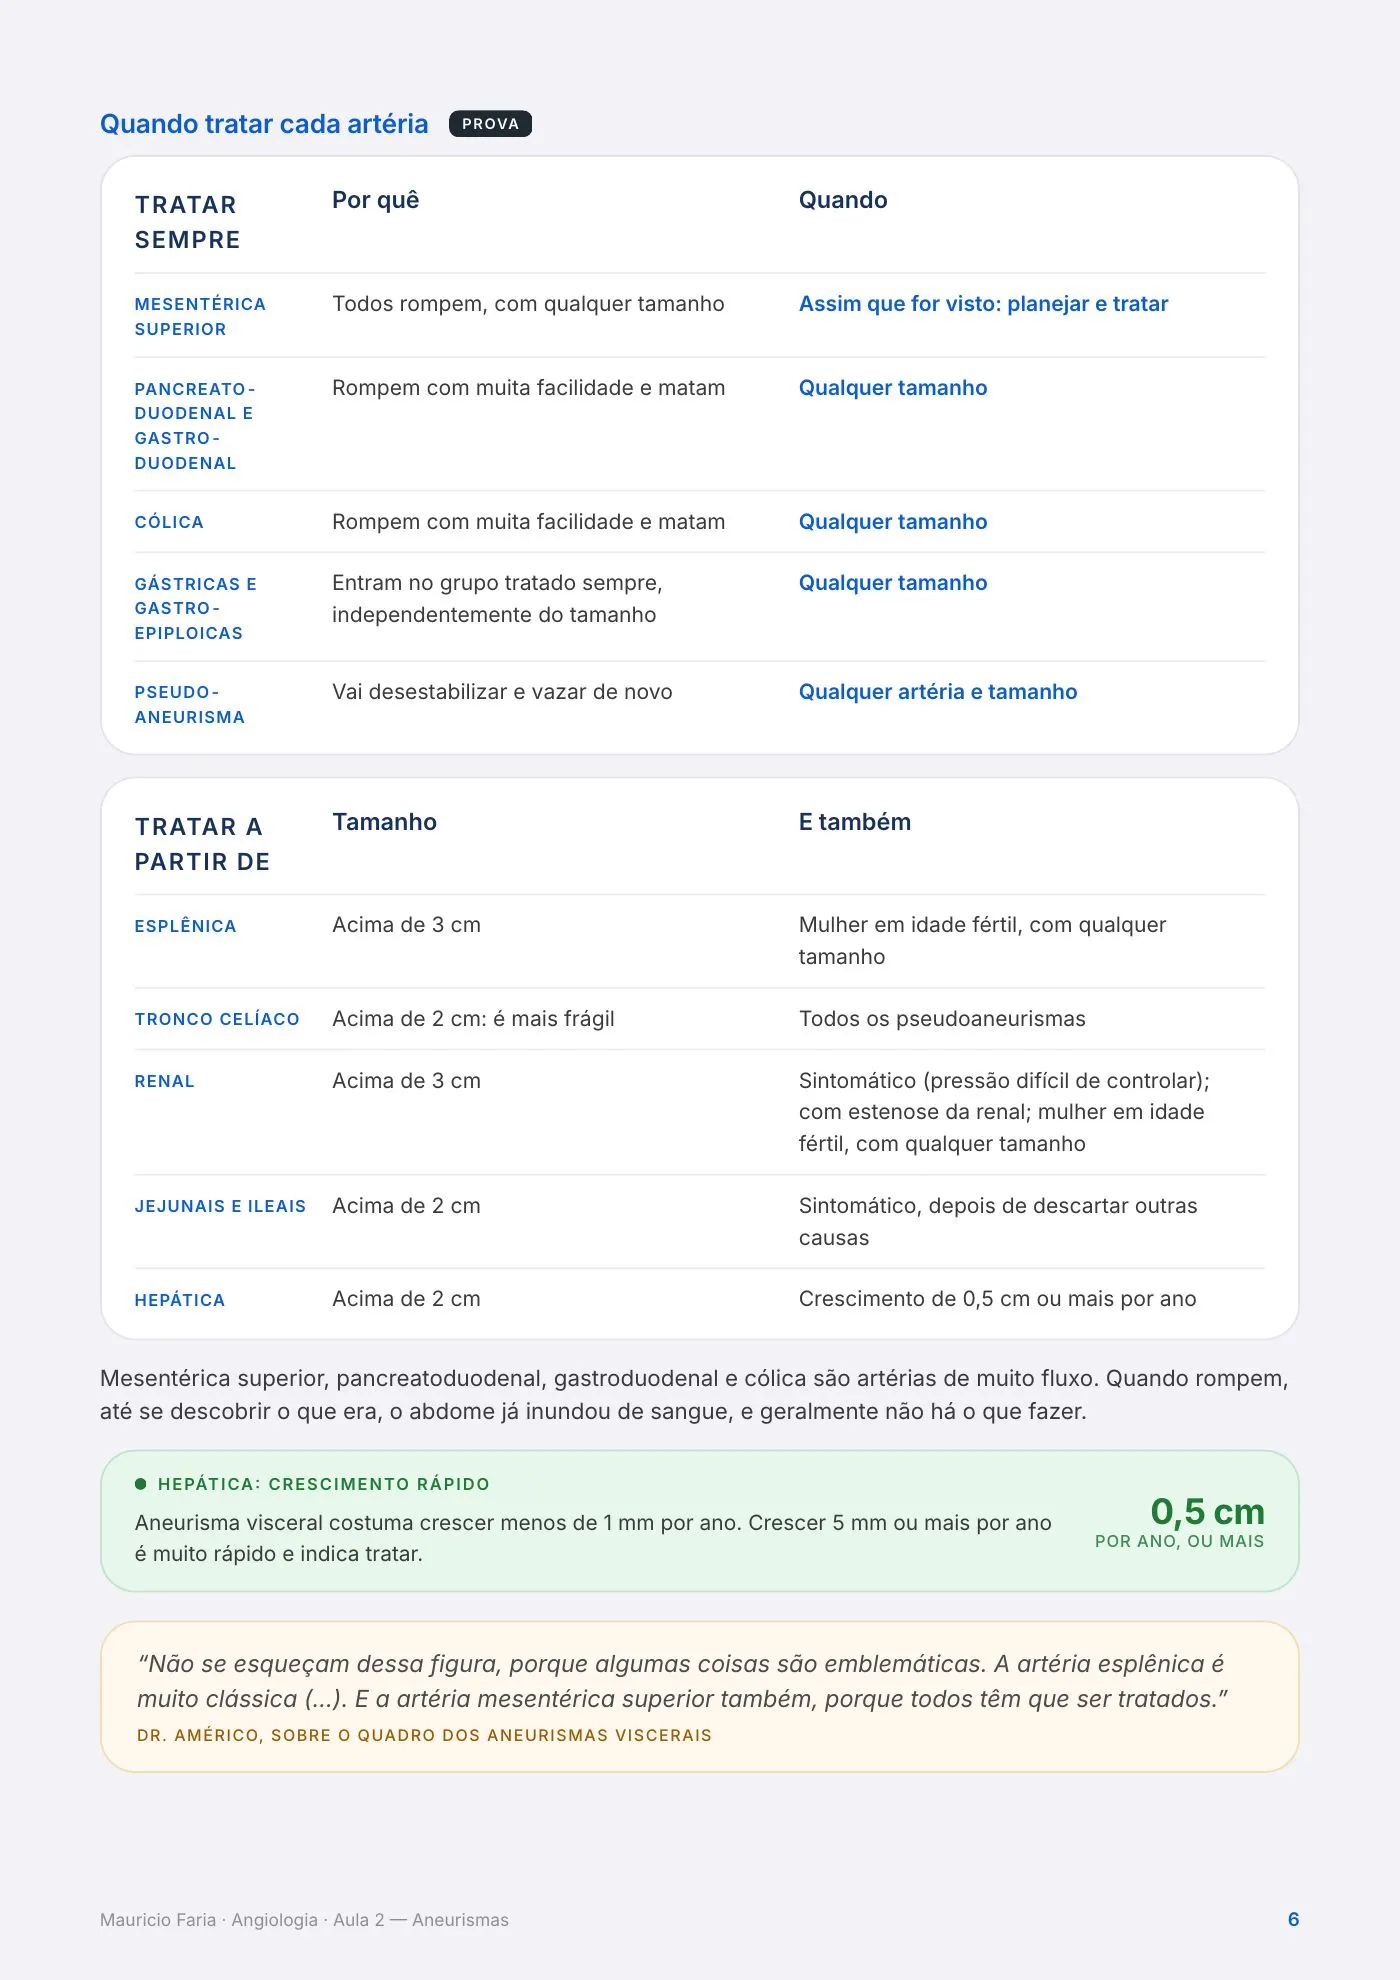 Quando tratar cada artéria PROVA
TRATAR SEMPRE Por quê Quando
MESENTÉRICA SUPERIOR Todos rompem, com qualquer tamanho Assim que for visto: planejar e tratar
PANCREATO-DUODENAL E GASTRO-DUODENAL Rompem com muita facilidade e matam Qualquer tamanho
CÓLICA Rompem com muita facilidade e matam Qualquer tamanho
GÁSTRICAS E GASTRO-EPIPLOICAS Entram no grupo tratado sempre, independentemente do tamanho Qualquer tamanho
PSEUDO-ANEURISMA Vai desestabilizar e vazar de novo Qualquer artéria e tamanho
TRATAR A PARTIR DE Tamanho E também
ESPLÊNICA Acima de 3 cm Mulher em idade fértil, com qualquer tamanho
TRONCO CELÍACO Acima de 2 cm: é mais frágil Todos os pseudoaneurismas
RENAL Acima de 3 cm Sintomático (pressão difícil de controlar); com estenose da renal; mulher em idade fértil, com qualquer tamanho
JEJUNAIS E ILEAIS Acima de 2 cm Sintomático, depois de descartar outras causas
HEPÁTICA Acima de 2 cm Crescimento de 0,5 cm ou mais por ano
Mesentérica superior, pancreatoduodenal, gastroduodenal e cólica são artérias de muito fluxo. Quando rompem,
até se descobrir o que era, o abdome já inundou de sangue, e geralmente não há o que fazer.
HEPÁTICA: CRESCIMENTO RÁPIDO
Aneurisma visceral costuma crescer menos de 1 mm por ano. Crescer 5 mm ou mais por ano
é muito rápido e indica tratar.
0,5 cm
POR ANO, OU MAIS
“Não se esqueçam dessa figura, porque algumas coisas são emblemáticas. A artéria esplênica é
muito clássica (...). E a artéria mesentérica superior também, porque todos têm que ser tratados.”
DR. AMÉRICO, SOBRE O QUADRO DOS ANEURISMAS VISCERAIS
Mauricio Faria · Angiologia · Aula 2 — Aneurismas 6